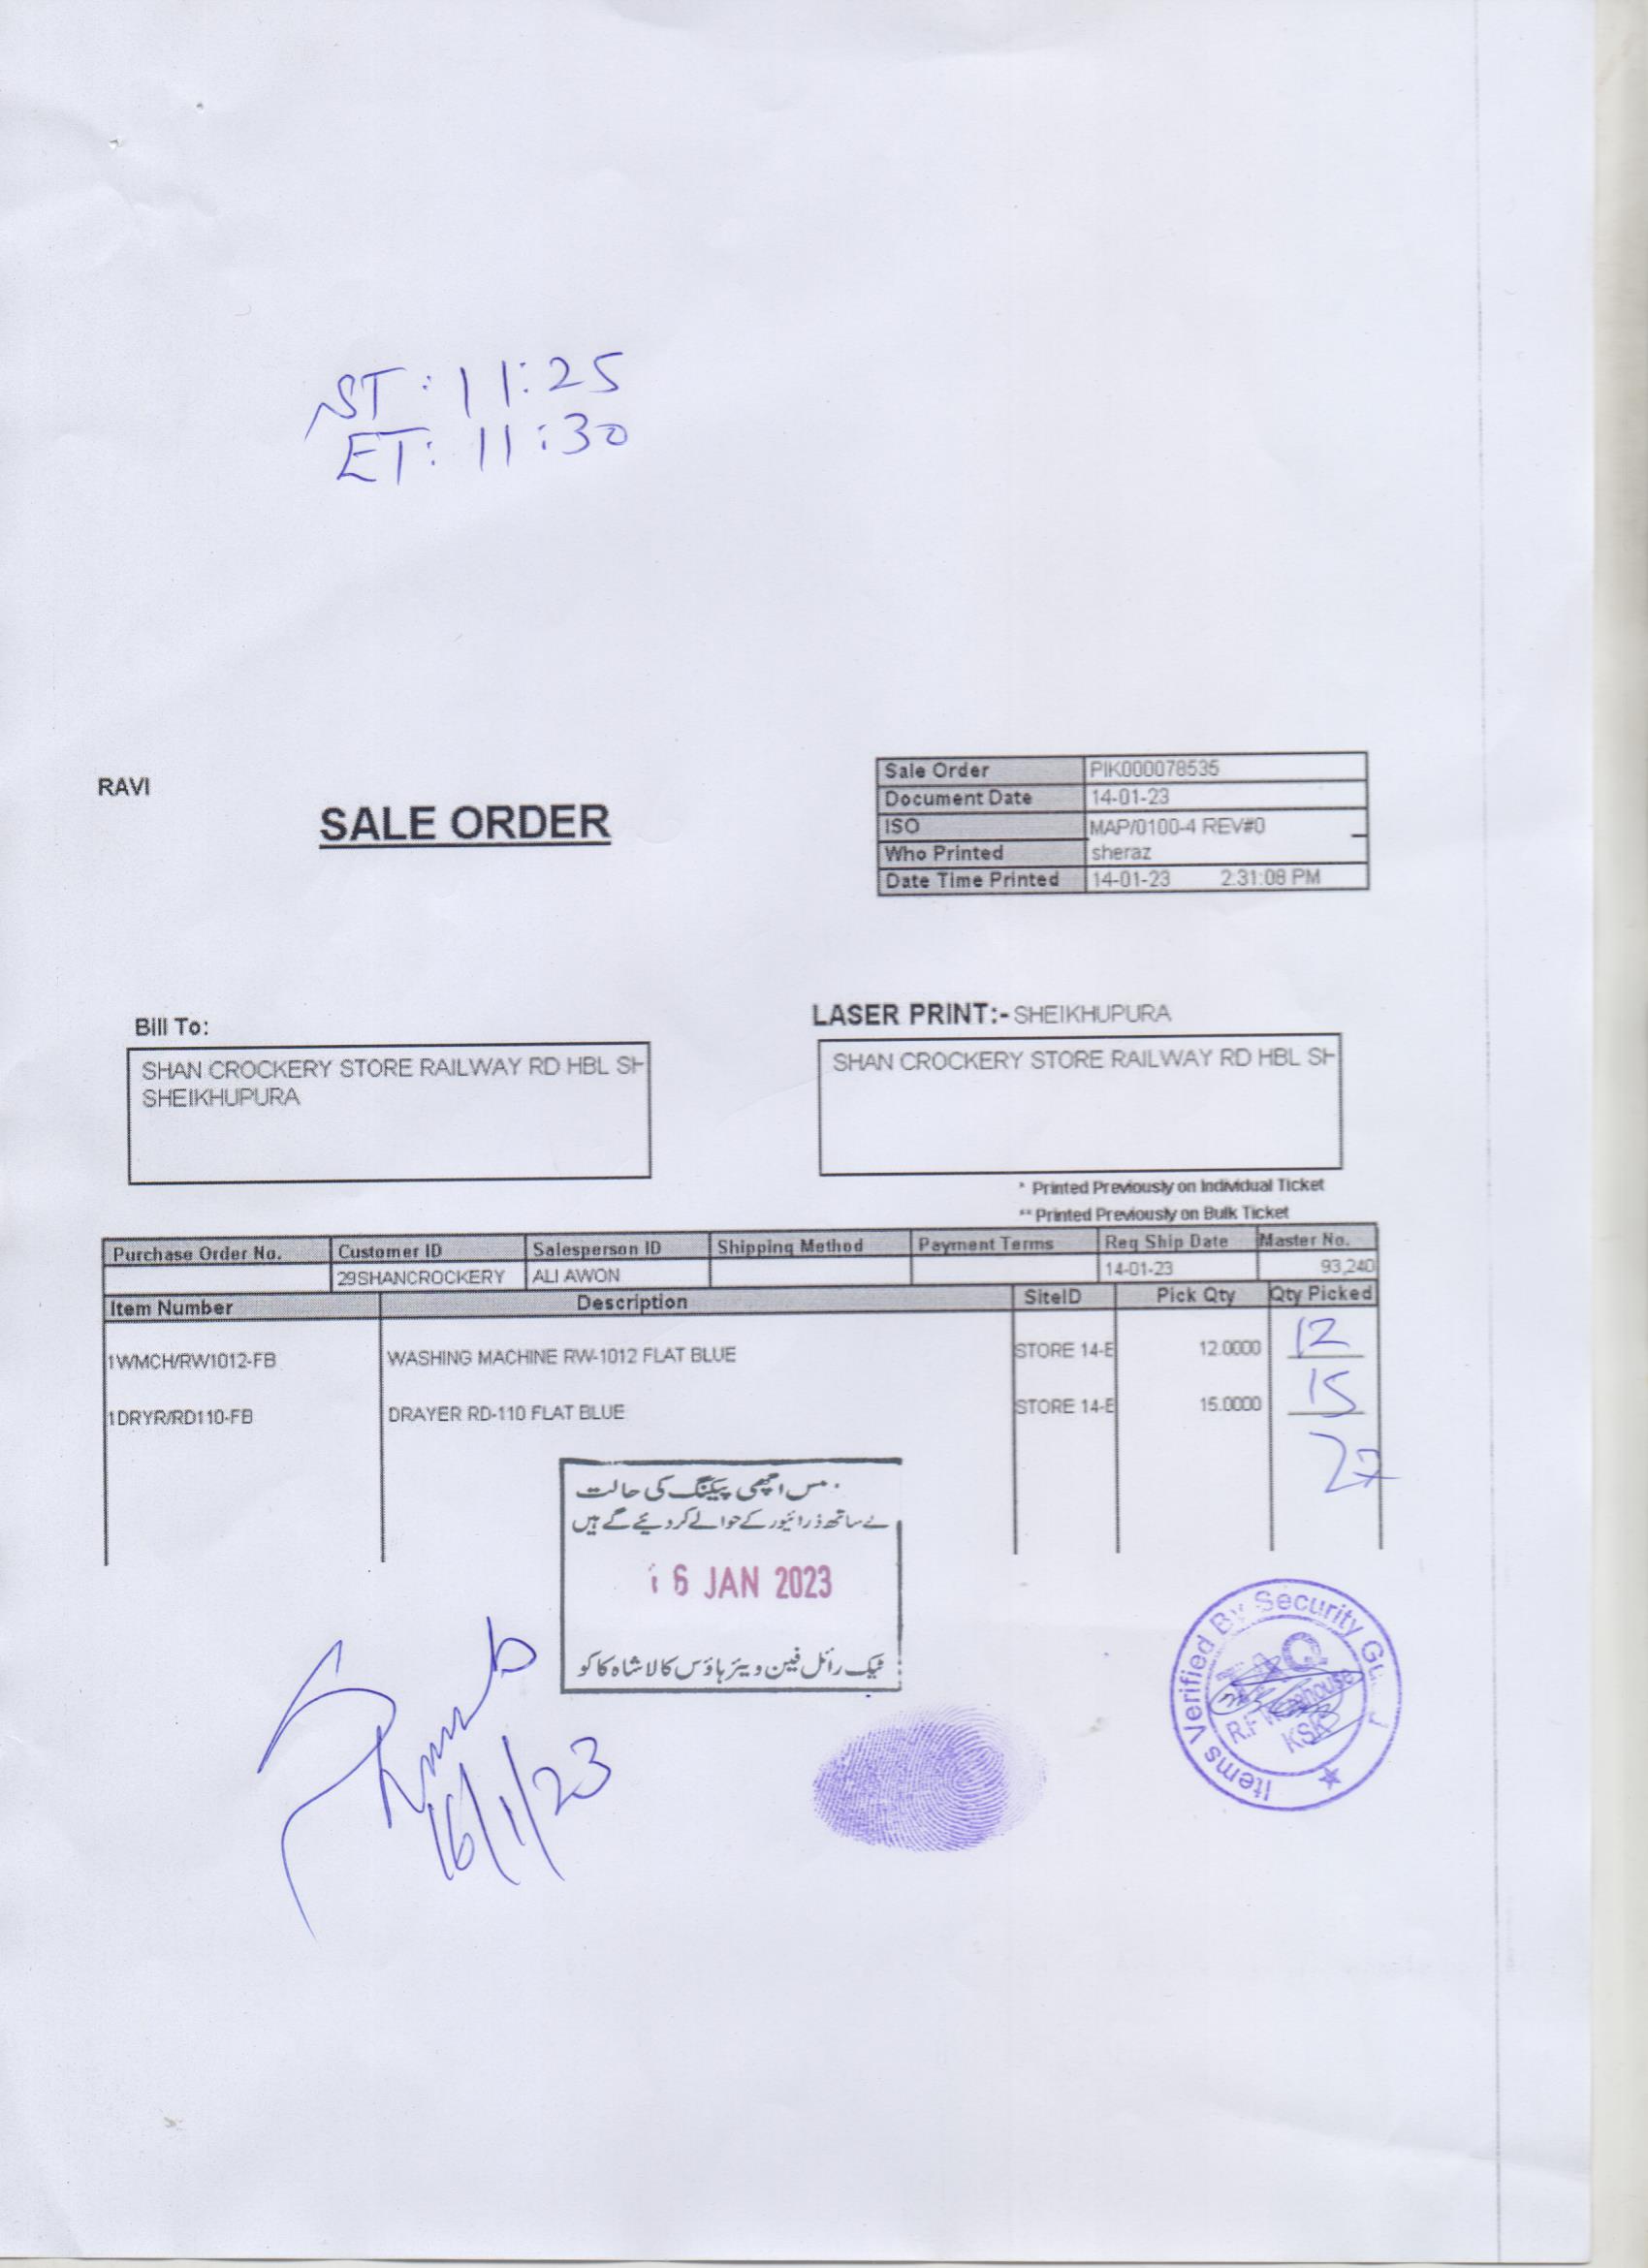 ST: 11:25
ET: 11:30
RAVI
SALE ORDER
Sale Order PIK000078535
Document Date 14-01-23
ISO MAP/0100-4 REV#0
Who Printed sheraz
Date Time Printed 14-01-23 2:31:08 PM
Bill To:
SHAN CROCKERY STORE RAILWAY RD HBL SH
SHEIKHUPURA
LASER PRINT:- SHEIKHUPURA
SHAN CROCKERY STORE RAILWAY RD HBL SH
* Printed Previously on Individual Ticket
** Printed Previously on Bulk Ticket
Purchase Order No. Customer ID Salesperson ID Shipping Method Payment Terms Req Ship Date Master No.
29SHANCROCKERY ALI AWON 14-01-23 93,240
Item Number Description SiteID Pick Qty Qty Picked
1WMCH/RW1012-FB WASHING MACHINE RW-1012 FLAT BLUE STORE 14-E 12.0000 12
1DRYR/RD110-FB DRAYER RD-110 FLAT BLUE STORE 14-E 15.0000 15
27
اچھی پیکنگ کی حالت
ساتھ ڈرائیور کے حوالے کر دیئے گے ہیں
16 JAN 2023
ٹیک رائل فین ویئر ہاؤس کالا شاہ کاکو
16/1/23
Items Verified By Security
R.F Warehouse
KSK